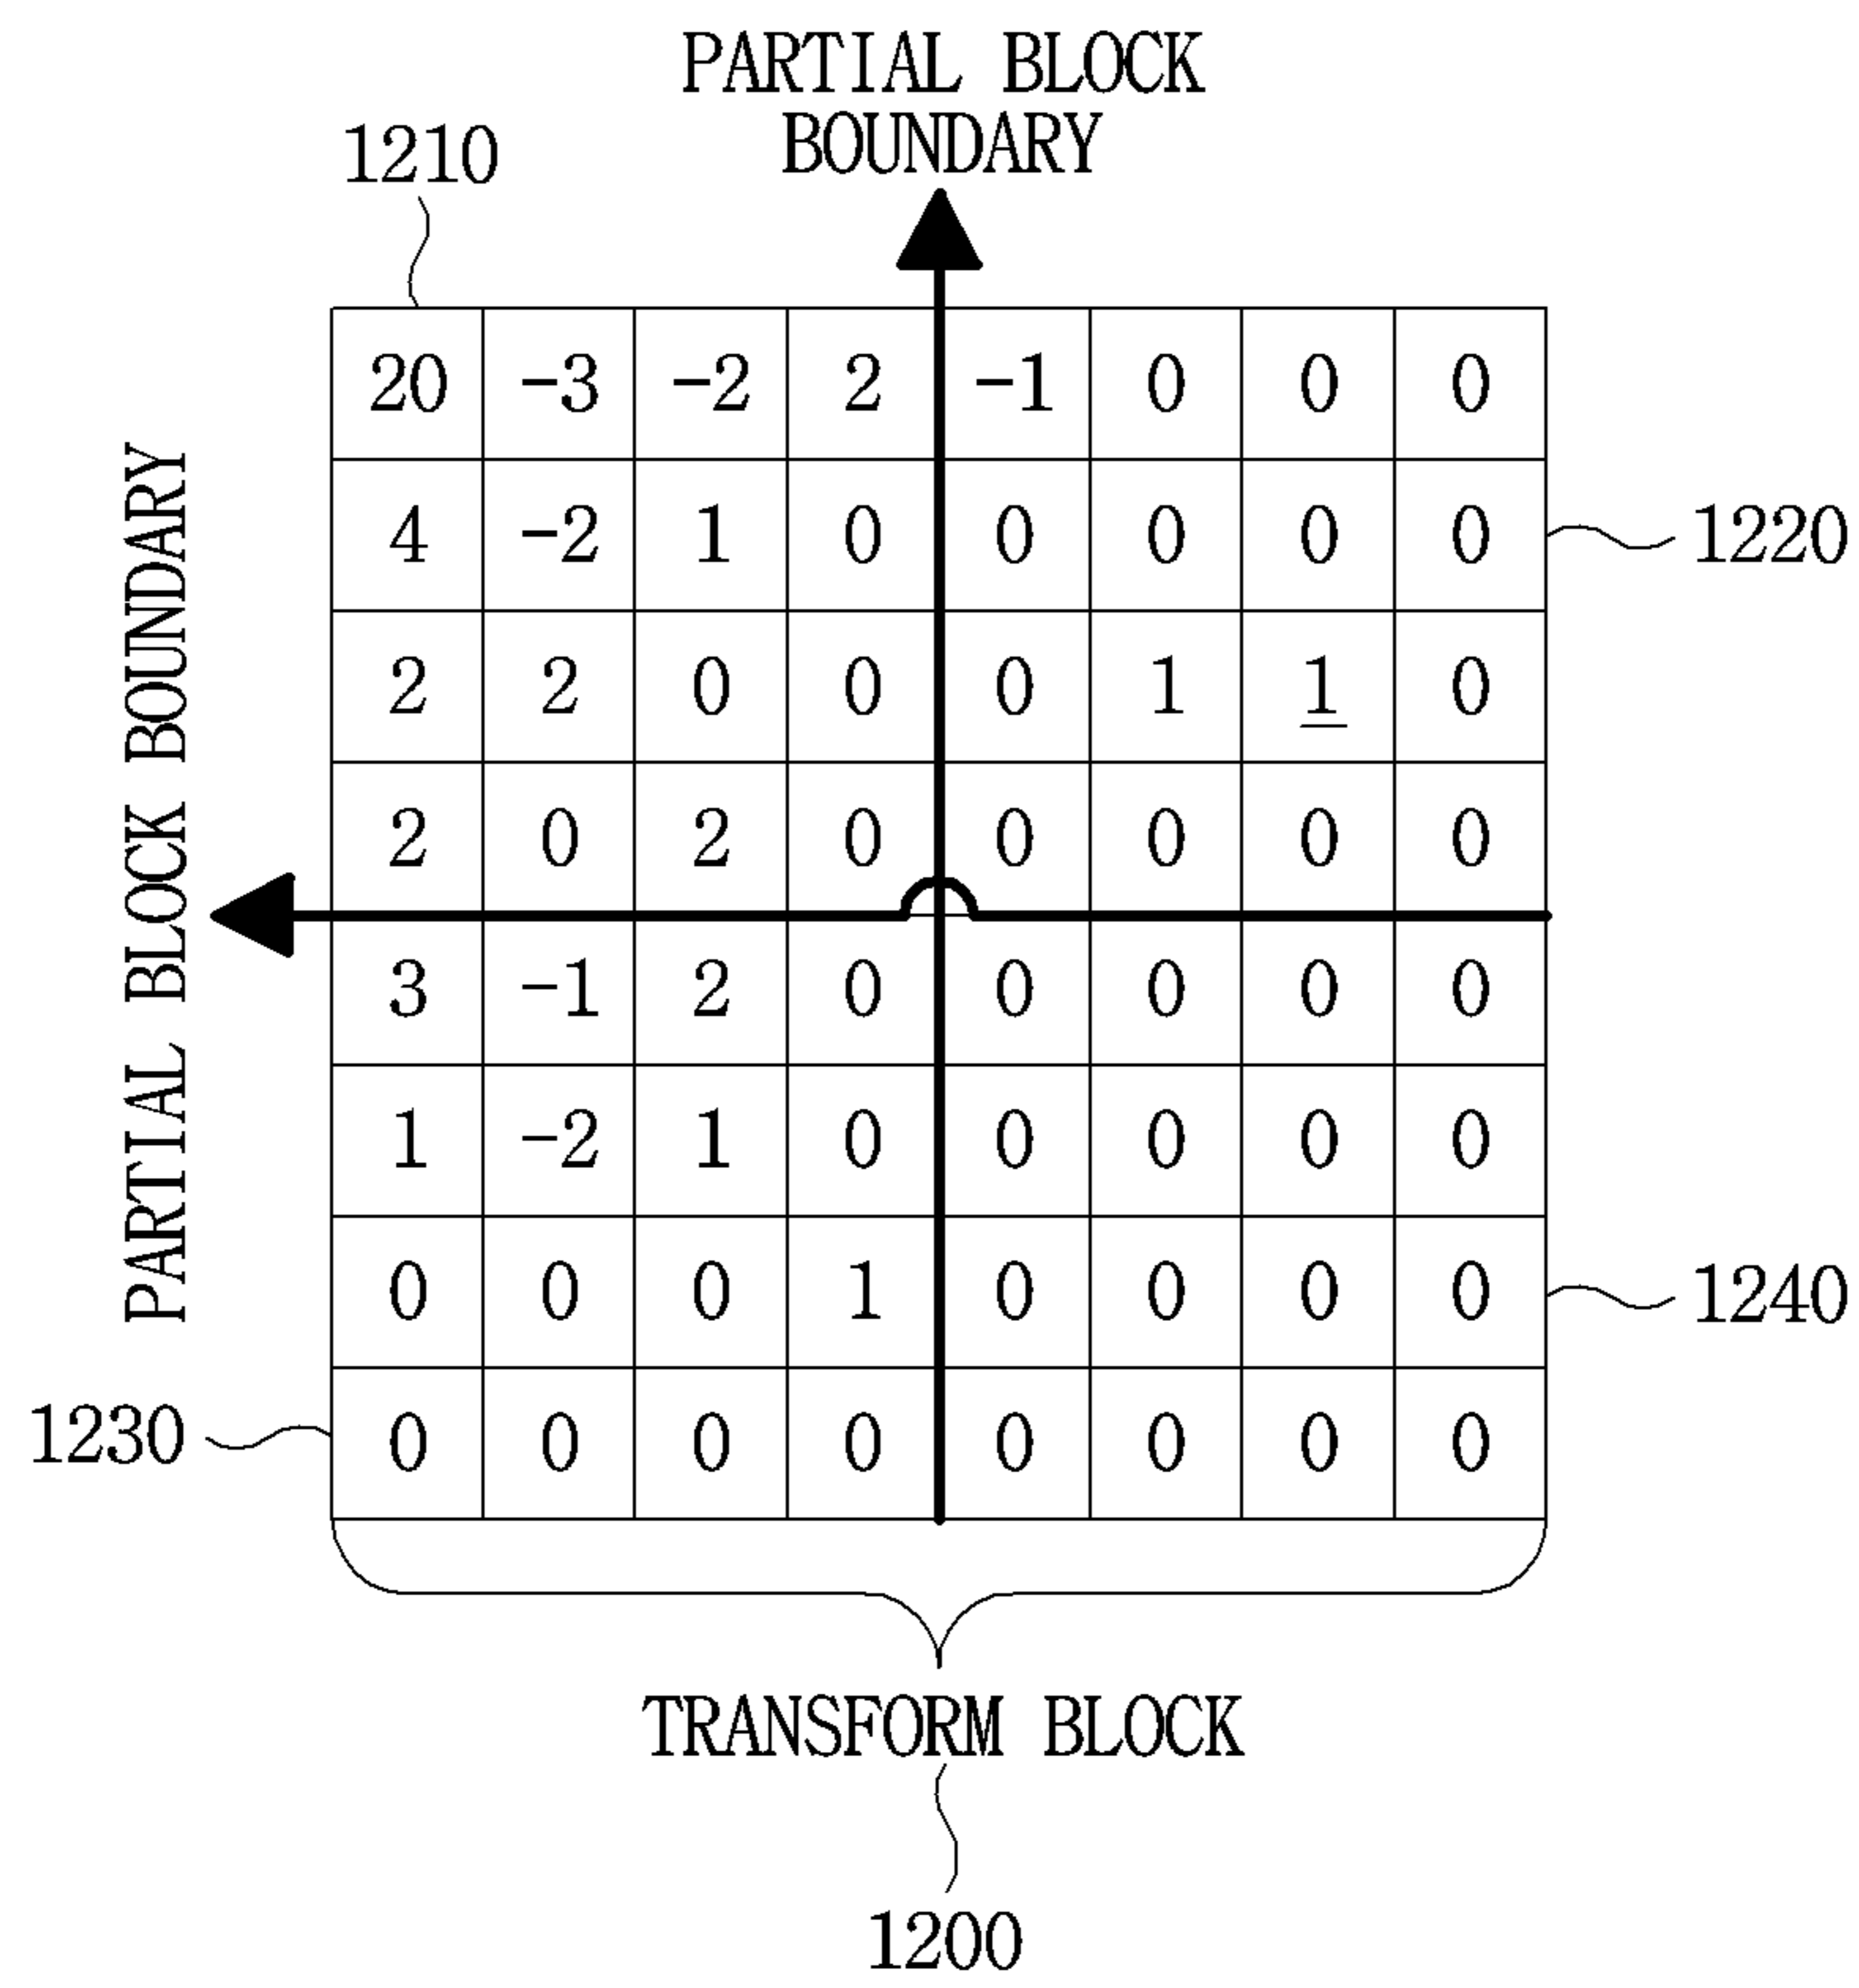 PARTIAL BLOCK
BOUNDARY
1210
PARTIAL BLOCK BOUNDARY
20 -3 -2 2 -1 0 0 0
4 -2 1 0 0 0 0 0
1220
2 2 0 0 0 1 1 0
2 0 2 0 0 0 0 0
3 -1 2 0 0 0 0 0
1 -2 1 0 0 0 0 0
0 0 0 1 0 0 0 0
1240
1230
0 0 0 0 0 0 0 0
TRANSFORM BLOCK
1200